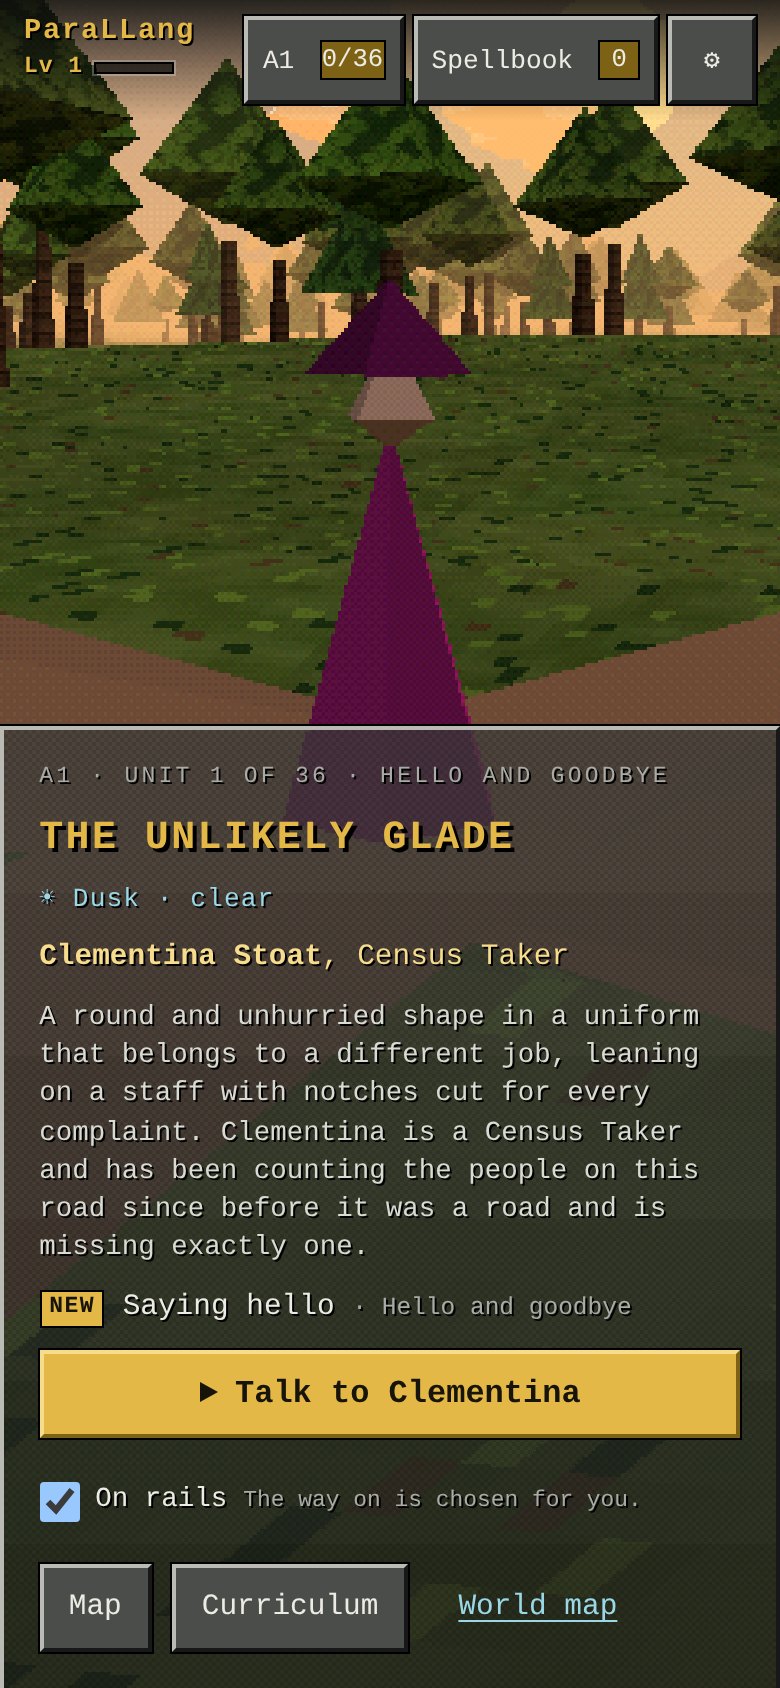 ParaLLang
Lv 1
A1 0/36
Spellbook 0
⚙
A1 · UNIT 1 OF 36 · HELLO AND GOODBYE
THE UNLIKELY GLADE
☀ Dusk · clear
Clementina Stoat, Census Taker
A round and unhurried shape in a uniform
that belongs to a different job, leaning
on a staff with notches cut for every
complaint. Clementina is a Census Taker
and has been counting the people on this
road since before it was a road and is
missing exactly one.
NEW Saying hello · Hello and goodbye
▶ Talk to Clementina
On rails The way on is chosen for you.
Map Curriculum World map